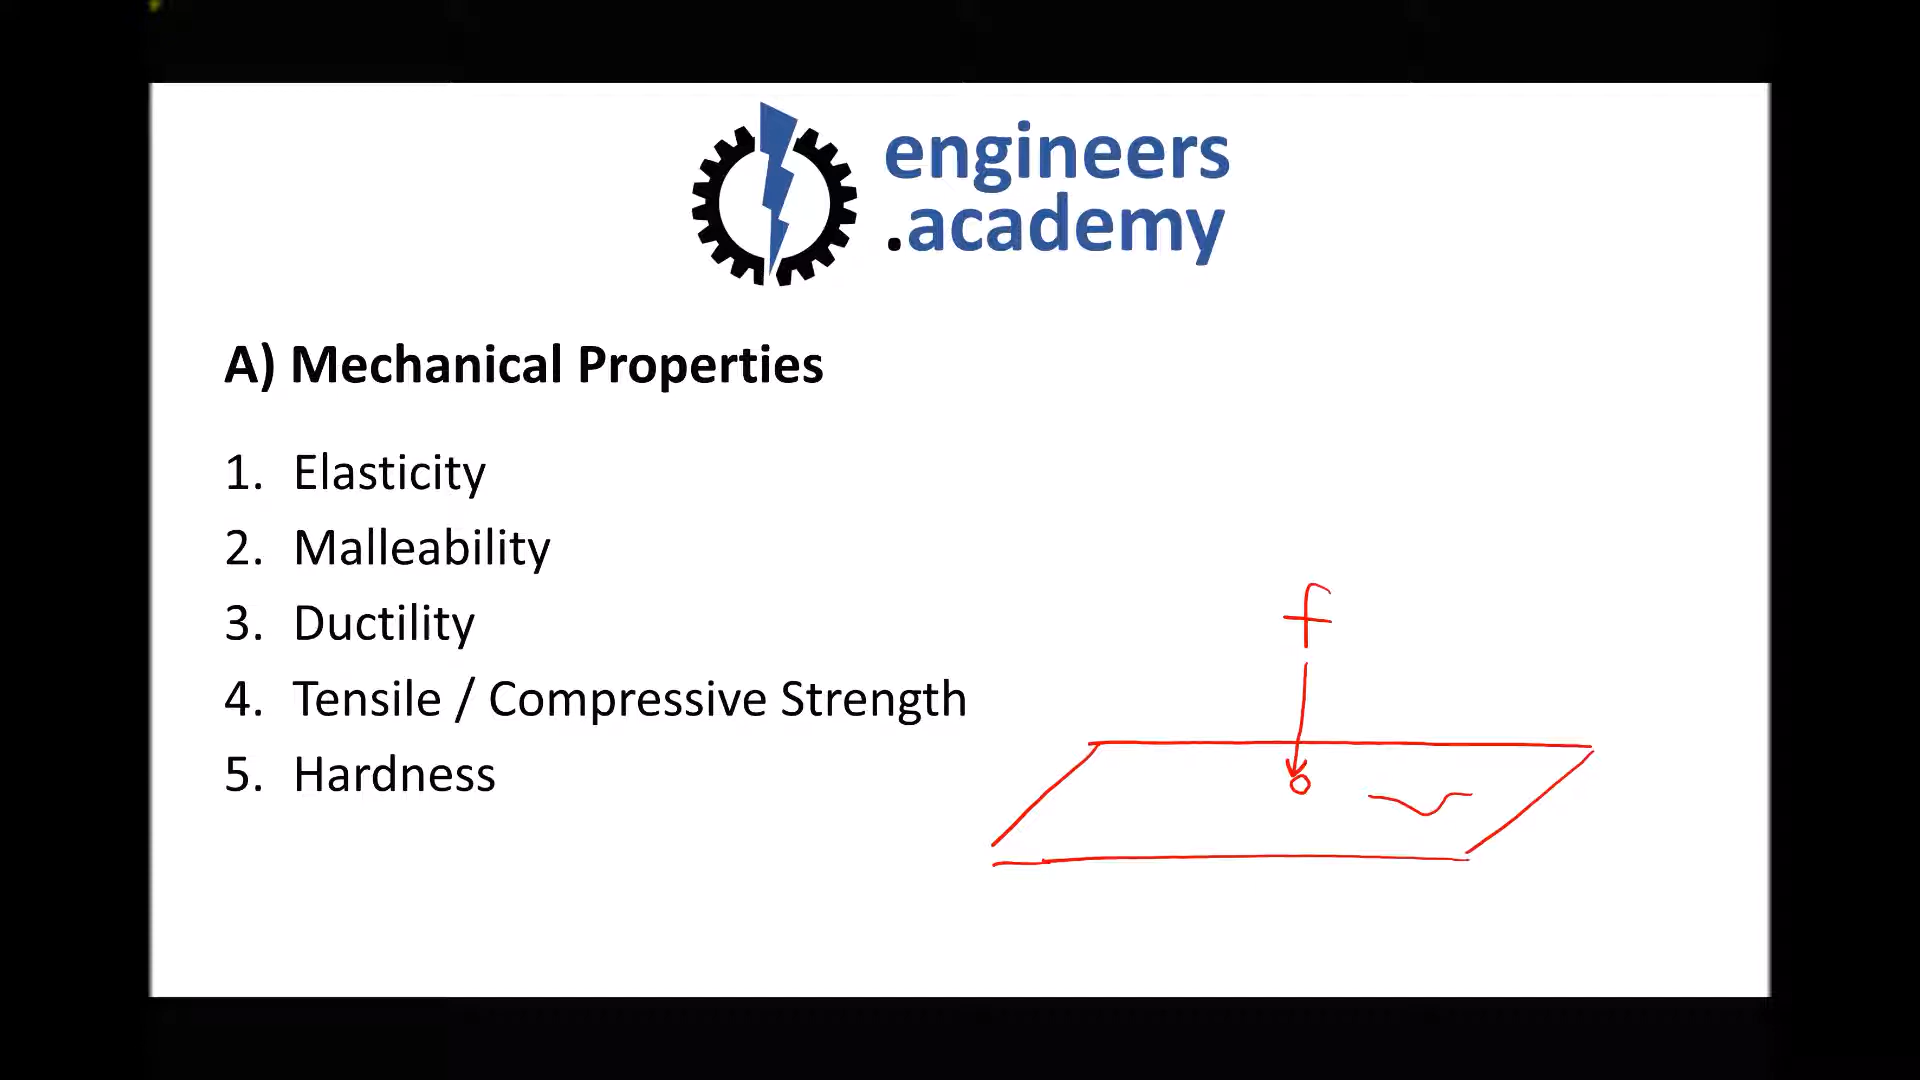 engineers
.academy
A) Mechanical Properties
1. Elasticity
2. Malleability
3. Ductility
4. Tensile / Compressive Strength
5. Hardness
f